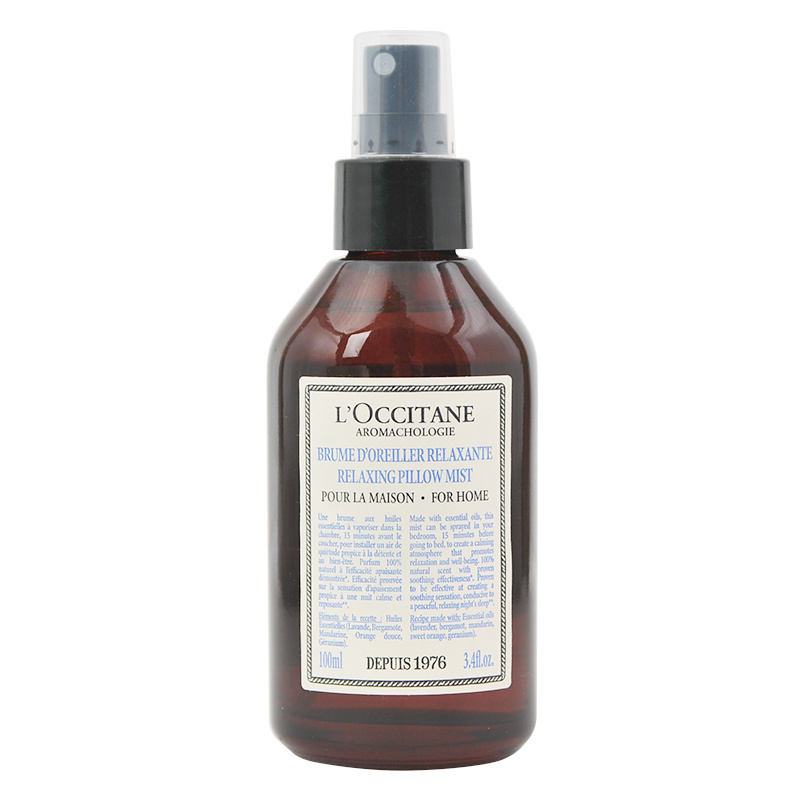 L'OCCITANE
AROMACHOLOGIE
BRUME D'OREILLER RELAXANTE
RELAXING PILLOW MIST
POUR LA MAISON • FOR HOME
Une brume aux huiles
essentielles à vaporiser dans la
chambre, 15 minutes avant le
coucher, pour installer un air de
quiétude propice à la détente et
au bien-être. Parfum 100%
naturel à l'efficacité apaisante
démontrée*. Efficacité prouvée
sur la sensation d'apaisement
propice à une nuit calme et
reposante**.
Eléments de la recette : Huiles
Essentielles (Lavande, Bergamote,
Mandarine, Orange douce,
Géranium).
Made with essential oils, this
mist can be sprayed in your
bedroom, 15 minutes before
going to bed, to create a calming
atmosphere that promotes
relaxation and well-being. 100%
natural scent with proven
soothing effectiveness*. Proven
to be effective at creating a
soothing sensation, conducive to
a peaceful, relaxing night's sleep**.
Recipe made with: Essential oils
(lavender, bergamot, mandarin,
sweet orange, geranium).
100ml DEPUIS 1976 3.4fl.oz.